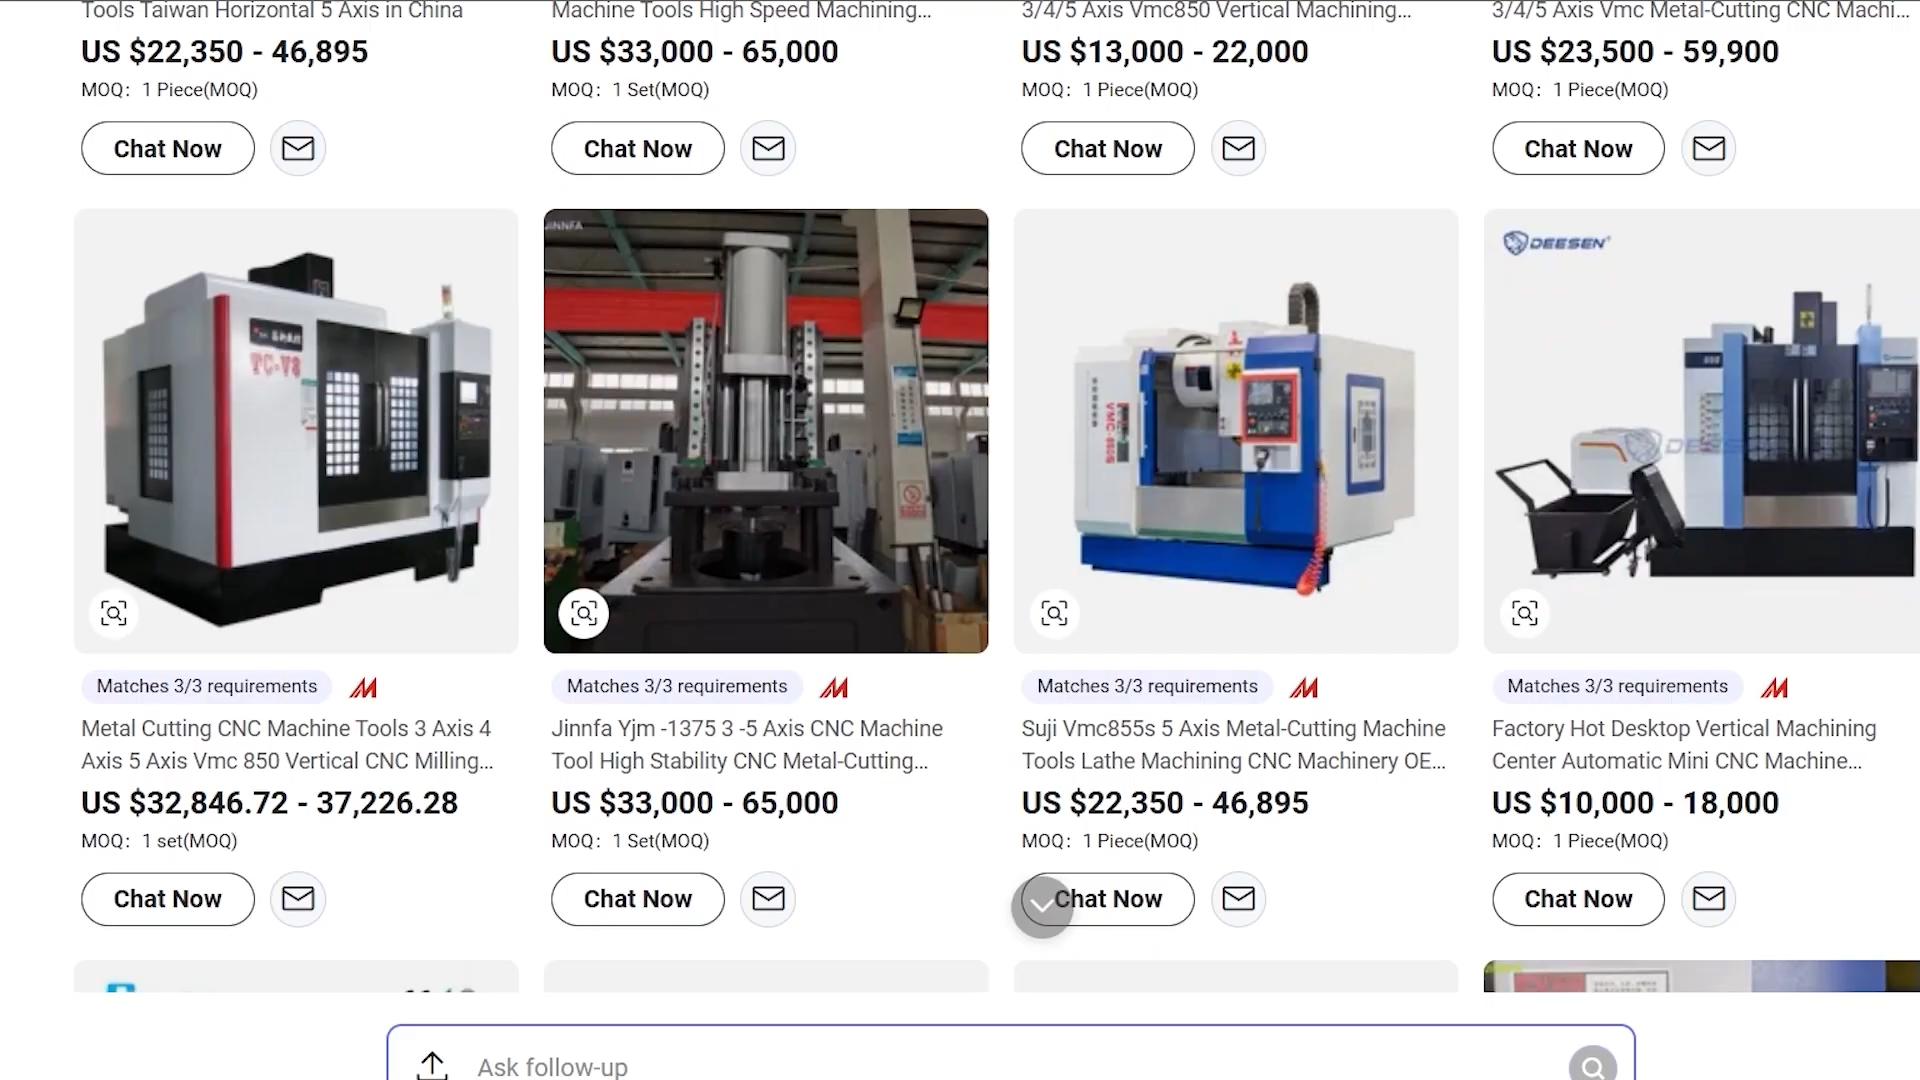 Tools Taiwan Horizontal 5 Axis in China
US $22,350 - 46,895
MOQ: 1 Piece(MOQ)
Chat Now
Machine Tools High Speed Machining...
US $33,000 - 65,000
MOQ: 1 Set(MOQ)
Chat Now
3/4/5 Axis Vmc850 Vertical Machining...
US $13,000 - 22,000
MOQ: 1 Piece(MOQ)
Chat Now
3/4/5 Axis Vmc Metal-Cutting CNC Machi...
US $23,500 - 59,900
MOQ: 1 Piece(MOQ)
Chat Now
TC-V8
Matches 3/3 requirements
Metal Cutting CNC Machine Tools 3 Axis 4
Axis 5 Axis Vmc 850 Vertical CNC Milling...
US $32,846.72 - 37,226.28
MOQ: 1 set(MOQ)
Chat Now
JINNFA
Matches 3/3 requirements
Jinnfa Yjm -1375 3 -5 Axis CNC Machine
Tool High Stability CNC Metal-Cutting...
US $33,000 - 65,000
MOQ: 1 Set(MOQ)
Chat Now
Matches 3/3 requirements
Suji Vmc855s 5 Axis Metal-Cutting Machine
Tools Lathe Machining CNC Machinery OE...
US $22,350 - 46,895
MOQ: 1 Piece(MOQ)
Chat Now
DEESEN
Matches 3/3 requirements
Factory Hot Desktop Vertical Machining
Center Automatic Mini CNC Machine...
US $10,000 - 18,000
MOQ: 1 Piece(MOQ)
Chat Now
Ask follow-up